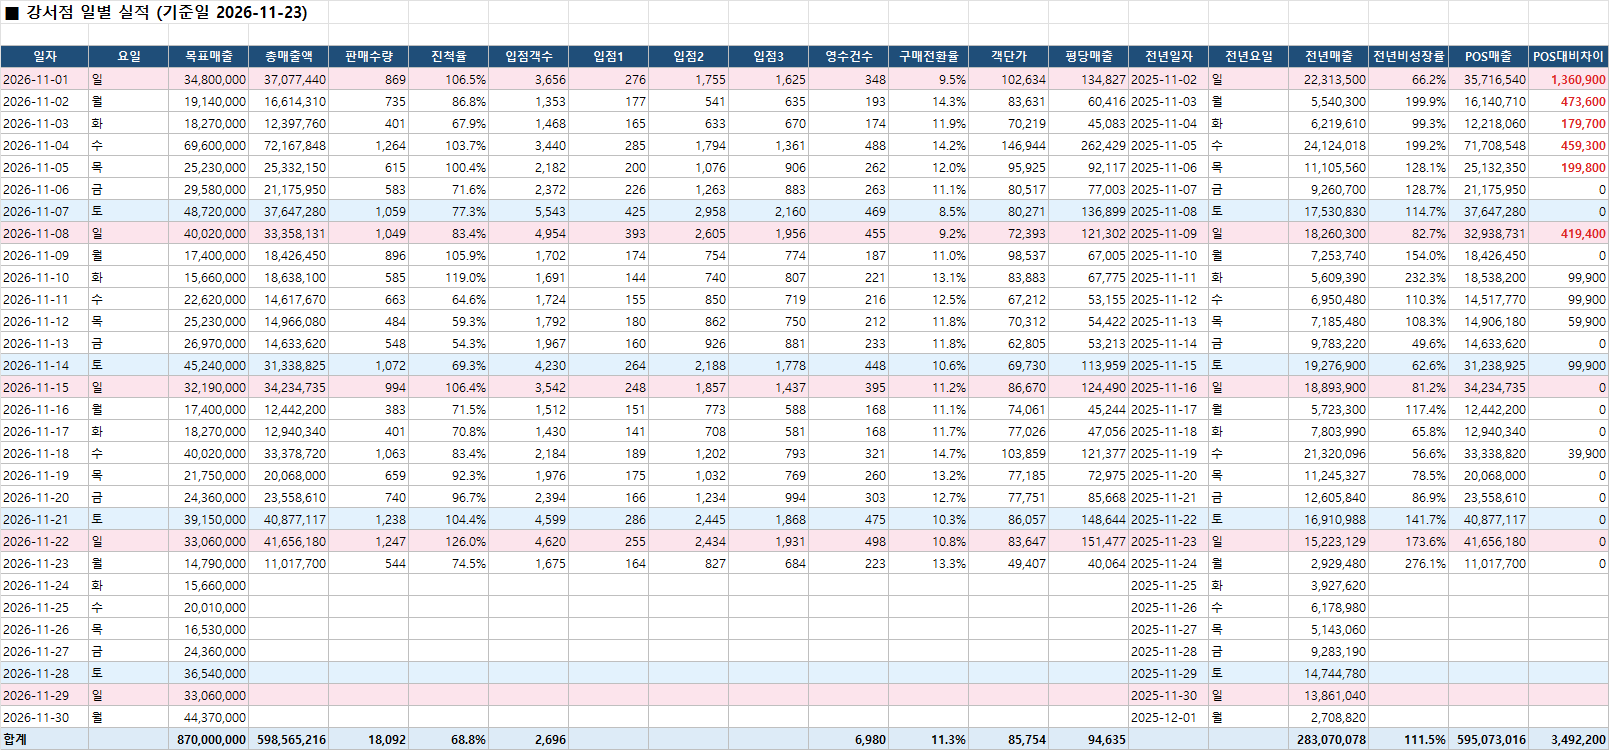 ■ 강서점 일별 실적 (기준일 2026-11-23)
일자 요일 목표매출 총매출액 판매수량 진척율 입점객수 입점1 입점2 입점3 영수건수 구매전환율 객단가 평당매출 전년일자 전년요일 전년매출 전년비성장률 POS매출 POS대비차이
2026-11-01 일 34,800,000 37,077,440 869 106.5% 3,656 276 1,755 1,625 348 9.5% 102,634 134,827 2025-11-02 일 22,313,500 66.2% 35,716,540 1,360,900
2026-11-02 월 19,140,000 16,614,310 735 86.8% 1,353 177 541 635 193 14.3% 83,631 60,416 2025-11-03 월 5,540,300 199.9% 16,140,710 473,600
2026-11-03 화 18,270,000 12,397,760 401 67.9% 1,468 165 633 670 174 11.9% 70,219 45,083 2025-11-04 화 6,219,610 99.3% 12,218,060 179,700
2026-11-04 수 69,600,000 72,167,848 1,264 103.7% 3,440 285 1,794 1,361 488 14.2% 146,944 262,429 2025-11-05 수 24,124,018 199.2% 71,708,548 459,300
2026-11-05 목 25,230,000 25,332,150 615 100.4% 2,182 200 1,076 906 262 12.0% 95,925 92,117 2025-11-06 목 11,105,560 128.1% 25,132,350 199,800
2026-11-06 금 29,580,000 21,175,950 583 71.6% 2,372 226 1,263 883 263 11.1% 80,517 77,003 2025-11-07 금 9,260,700 128.7% 21,175,950 0
2026-11-07 토 48,720,000 37,647,280 1,059 77.3% 5,543 425 2,958 2,160 469 8.5% 80,271 136,899 2025-11-08 토 17,530,830 114.7% 37,647,280 0
2026-11-08 일 40,020,000 33,358,131 1,049 83.4% 4,954 393 2,605 1,956 455 9.2% 72,393 121,302 2025-11-09 일 18,260,300 82.7% 32,938,731 419,400
2026-11-09 월 17,400,000 18,426,450 896 105.9% 1,702 174 754 774 187 11.0% 98,537 67,005 2025-11-10 월 7,253,740 154.0% 18,426,450 0
2026-11-10 화 15,660,000 18,638,100 585 119.0% 1,691 144 740 807 221 13.1% 83,883 67,775 2025-11-11 화 5,609,390 232.3% 18,538,200 99,900
2026-11-11 수 22,620,000 14,617,670 663 64.6% 1,724 155 850 719 216 12.5% 67,212 53,155 2025-11-12 수 6,950,480 110.3% 14,517,770 99,900
2026-11-12 목 25,230,000 14,966,080 484 59.3% 1,792 180 862 750 212 11.8% 70,312 54,422 2025-11-13 목 7,185,480 108.3% 14,906,180 59,900
2026-11-13 금 26,970,000 14,633,620 548 54.3% 1,967 160 926 881 233 11.8% 62,805 53,213 2025-11-14 금 9,783,220 49.6% 14,633,620 0
2026-11-14 토 45,240,000 31,338,825 1,072 69.3% 4,230 264 2,188 1,778 448 10.6% 69,730 113,959 2025-11-15 토 19,276,900 62.6% 31,238,925 99,900
2026-11-15 일 32,190,000 34,234,735 994 106.4% 3,542 248 1,857 1,437 395 11.2% 86,670 124,490 2025-11-16 일 18,893,900 81.2% 34,234,735 0
2026-11-16 월 17,400,000 12,442,200 383 71.5% 1,512 151 773 588 168 11.1% 74,061 45,244 2025-11-17 월 5,723,300 117.4% 12,442,200 0
2026-11-17 화 18,270,000 12,940,340 401 70.8% 1,430 141 708 581 168 11.7% 77,026 47,056 2025-11-18 화 7,803,990 65.8% 12,940,340 0
2026-11-18 수 40,020,000 33,378,720 1,063 83.4% 2,184 189 1,202 793 321 14.7% 103,859 121,377 2025-11-19 수 21,320,096 56.6% 33,338,820 39,900
2026-11-19 목 21,750,000 20,068,000 659 92.3% 1,976 175 1,032 769 260 13.2% 77,185 72,975 2025-11-20 목 11,245,327 78.5% 20,068,000 0
2026-11-20 금 24,360,000 23,558,610 740 96.7% 2,394 166 1,234 994 303 12.7% 77,751 85,668 2025-11-21 금 12,605,840 86.9% 23,558,610 0
2026-11-21 토 39,150,000 40,877,117 1,238 104.4% 4,599 286 2,445 1,868 475 10.3% 86,057 148,644 2025-11-22 토 16,910,988 141.7% 40,877,117 0
2026-11-22 일 33,060,000 41,656,180 1,247 126.0% 4,620 255 2,434 1,931 498 10.8% 83,647 151,477 2025-11-23 일 15,223,129 173.6% 41,656,180 0
2026-11-23 월 14,790,000 11,017,700 544 74.5% 1,675 164 827 684 223 13.3% 49,407 40,064 2025-11-24 월 2,929,480 276.1% 11,017,700 0
2026-11-24 화 15,660,000 2025-11-25 화 3,927,620
2026-11-25 수 20,010,000 2025-11-26 수 6,178,980
2026-11-26 목 16,530,000 2025-11-27 목 5,143,060
2026-11-27 금 24,360,000 2025-11-28 금 9,283,190
2026-11-28 토 36,540,000 2025-11-29 토 14,744,780
2026-11-29 일 33,060,000 2025-11-30 일 13,861,040
2026-11-30 월 44,370,000 2025-12-01 월 2,708,820
합계 870,000,000 598,565,216 18,092 68.8% 2,696 6,980 11.3% 85,754 94,635 283,070,078 111.5% 595,073,016 3,492,200